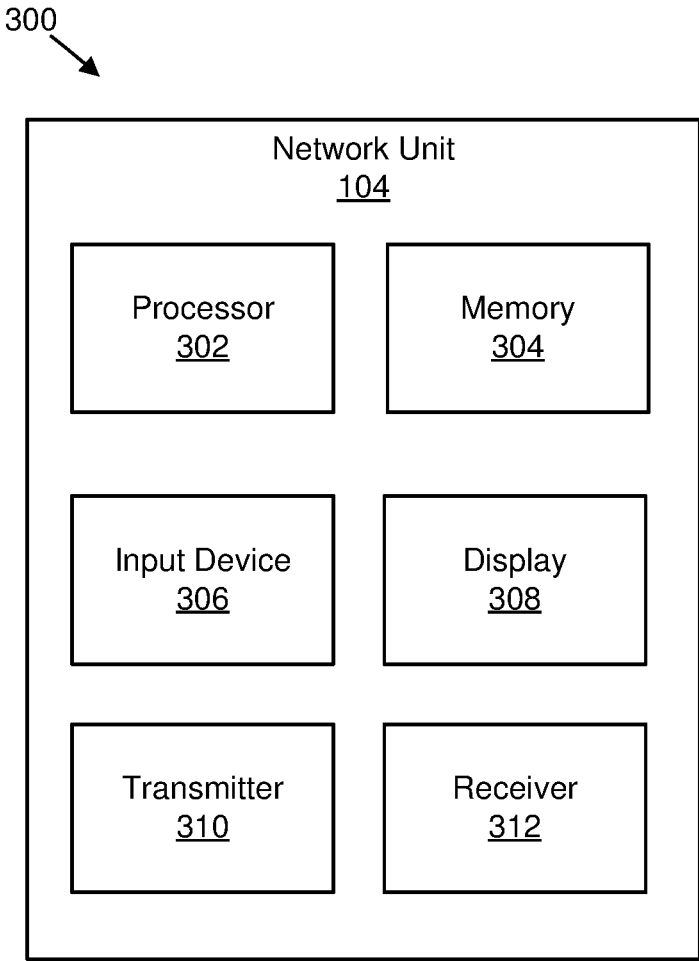 300
Network Unit
104
Processor
302
Memory
304
Input Device
306
Display
308
Transmitter
310
Receiver
312